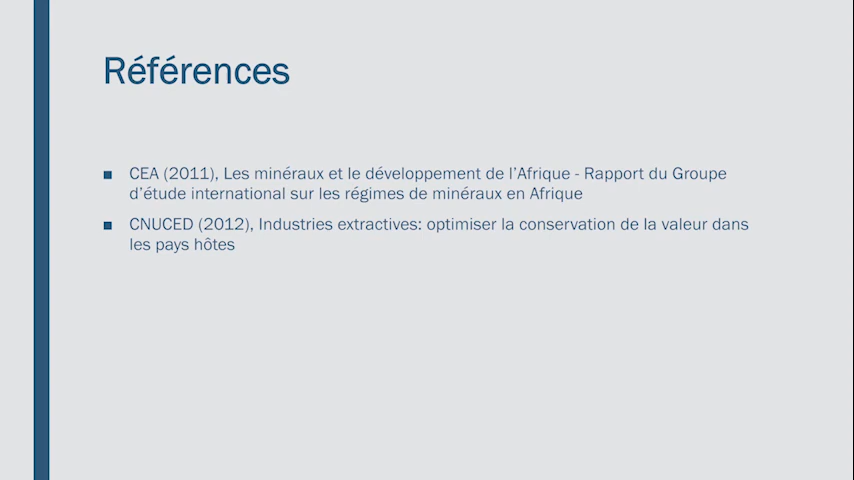 Références
■ CEA (2011), Les minéraux et le développement de l'Afrique - Rapport du Groupe
d'étude international sur les régimes de minéraux en Afrique
■ CNUCED (2012), Industries extractives: optimiser la conservation de la valeur dans
les pays hôtes